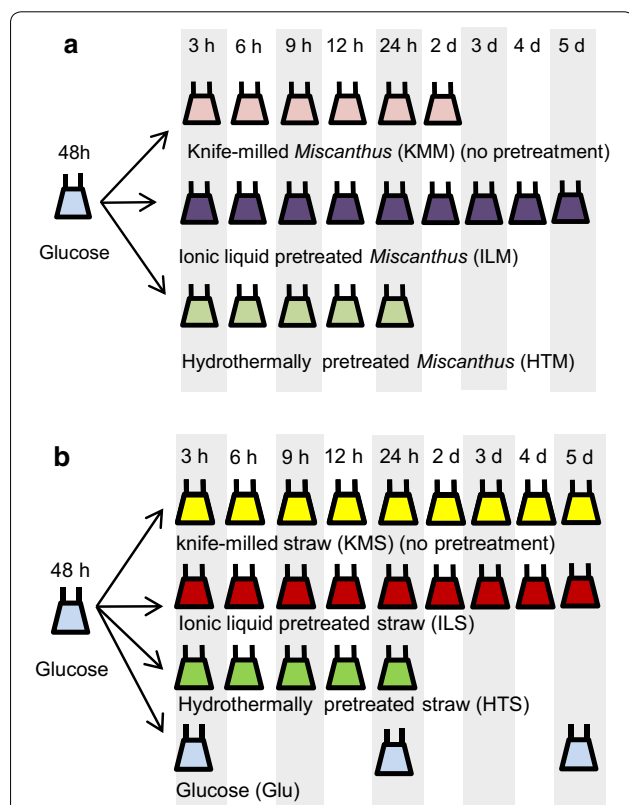 a
3 h 6 h 9 h 12 h 24 h 2 d 3 d 4 d 5 d
Knife-milled Miscanthus (KMM) (no pretreatment)
48h
Glucose
Ionic liquid pretreated Miscanthus (ILM)
Hydrothermally pretreated Miscanthus (HTM)
b
3 h 6 h 9 h 12 h 24 h 2 d 3 d 4 d 5 d
knife-milled straw (KMS) (no pretreatment)
48 h
Glucose
Ionic liquid pretreated straw (ILS)
Hydrothermally pretreated straw (HTS)
Glucose (Glu)